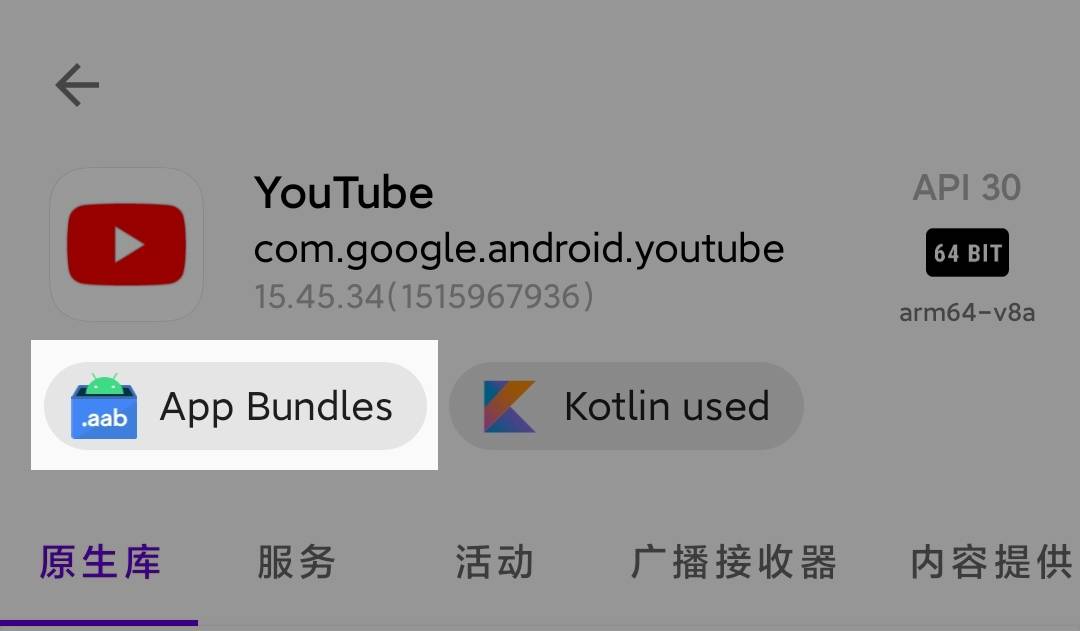 YouTube
com.google.android.youtube
15.45.34(1515967936)
API 30
64 BIT
arm64-v8a
.aab App Bundles
Kotlin used
原生库 服务 活动 广播接收器 内容提供